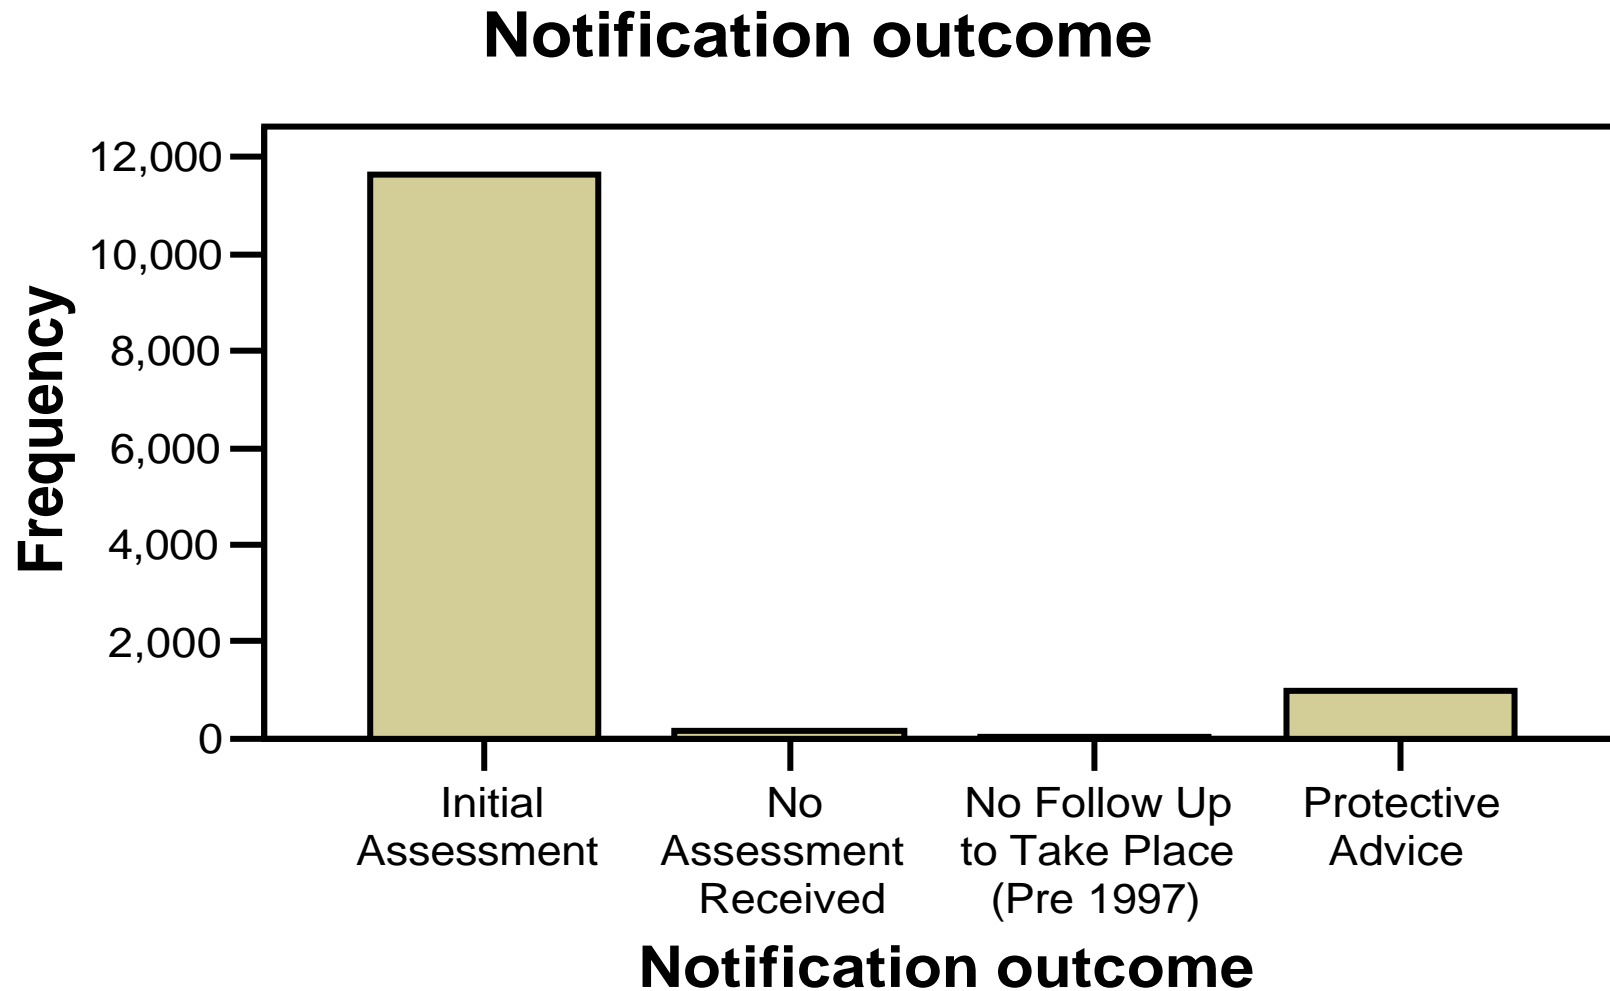 Notification outcome
12,000
10,000
8,000
6,000
4,000
2,000
0
Frequency
Initial
Assessment
No
Assessment
Received
No Follow Up
to Take Place
(Pre 1997)
Protective
Advice
Notification outcome